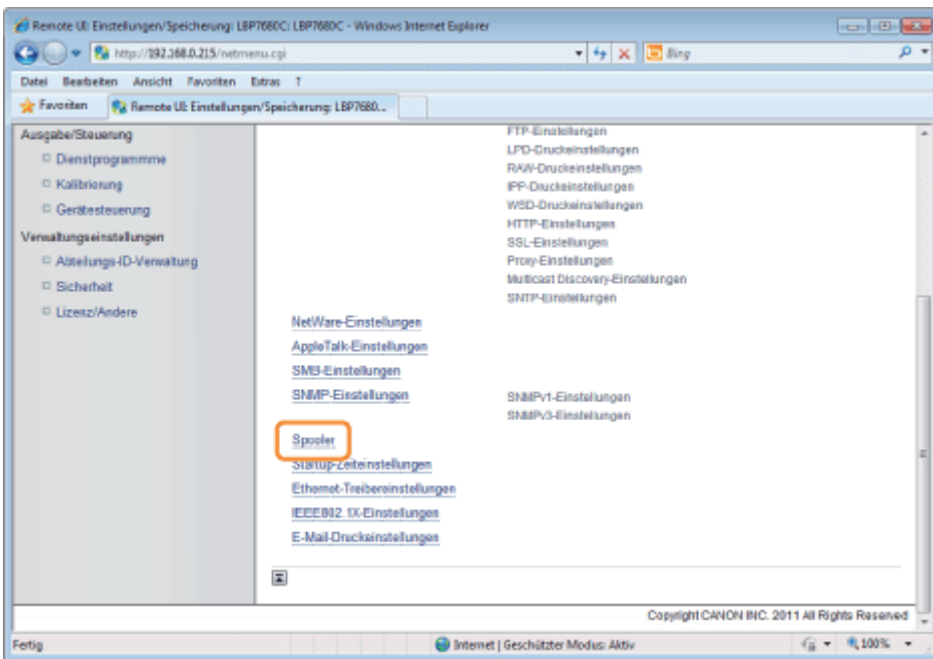 Remote UI: Einstellungen/Speicherung: LBP7680C: LBP7680C - Windows Internet Explorer
http://192.168.0.215/netmenu.cgi
Bing
Datei Bearbeiten Ansicht Favoriten Extras ?
Favoriten
Remote UI: Einstellungen/Speicherung: LBP7680...
Ausgabe/Steuerung
Dienstprogrammme
Kalibrierung
Gerätesteuerung
Verwaltungseinstellungen
Abteilungs-ID-Verwaltung
Sicherheit
Lizenz/Andere
FTP-Einstellungen
LPD-Druckeinstellungen
RAW-Druckeinstellungen
IPP-Druckeinstellungen
WSD-Druckeinstellungen
HTTP-Einstellungen
SSL-Einstellungen
Proxy-Einstellungen
Multicast Discovery-Einstellungen
SNTP-Einstellungen
NetWare-Einstellungen
AppleTalk-Einstellungen
SMB-Einstellungen
SNMP-Einstellungen
SNMPv1-Einstellungen
SNMPv3-Einstellungen
Spooler
Startup-Zeiteinstellungen
Ethernet-Treibereinstellungen
IEEE802.1X-Einstellungen
E-Mail-Druckeinstellungen
Copyright CANON INC. 2011 All Rights Reserved
Fertig
Internet | Geschützter Modus: Aktiv
100%